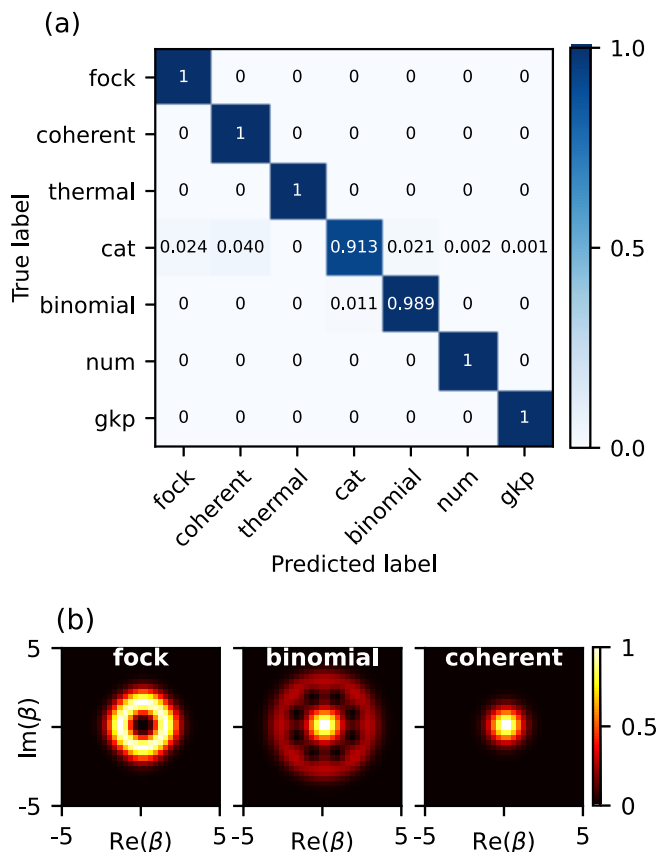 (a)
1.0
0.5
0.0
True label
fock 1 0 0 0 0 0 0
coherent 0 1 0 0 0 0 0
thermal 0 0 1 0 0 0 0
cat 0.024 0.040 0 0.913 0.021 0.002 0.001
binomial 0 0 0 0.011 0.989 0 0
num 0 0 0 0 0 1 0
gkp 0 0 0 0 0 0 1
fock coherent thermal cat binomial num gkp
Predicted label
(b)
fock binomial coherent
5
-5
Im(β)
1
0.5
0
-5 5 -5 5 -5 5
Re(β) Re(β) Re(β)